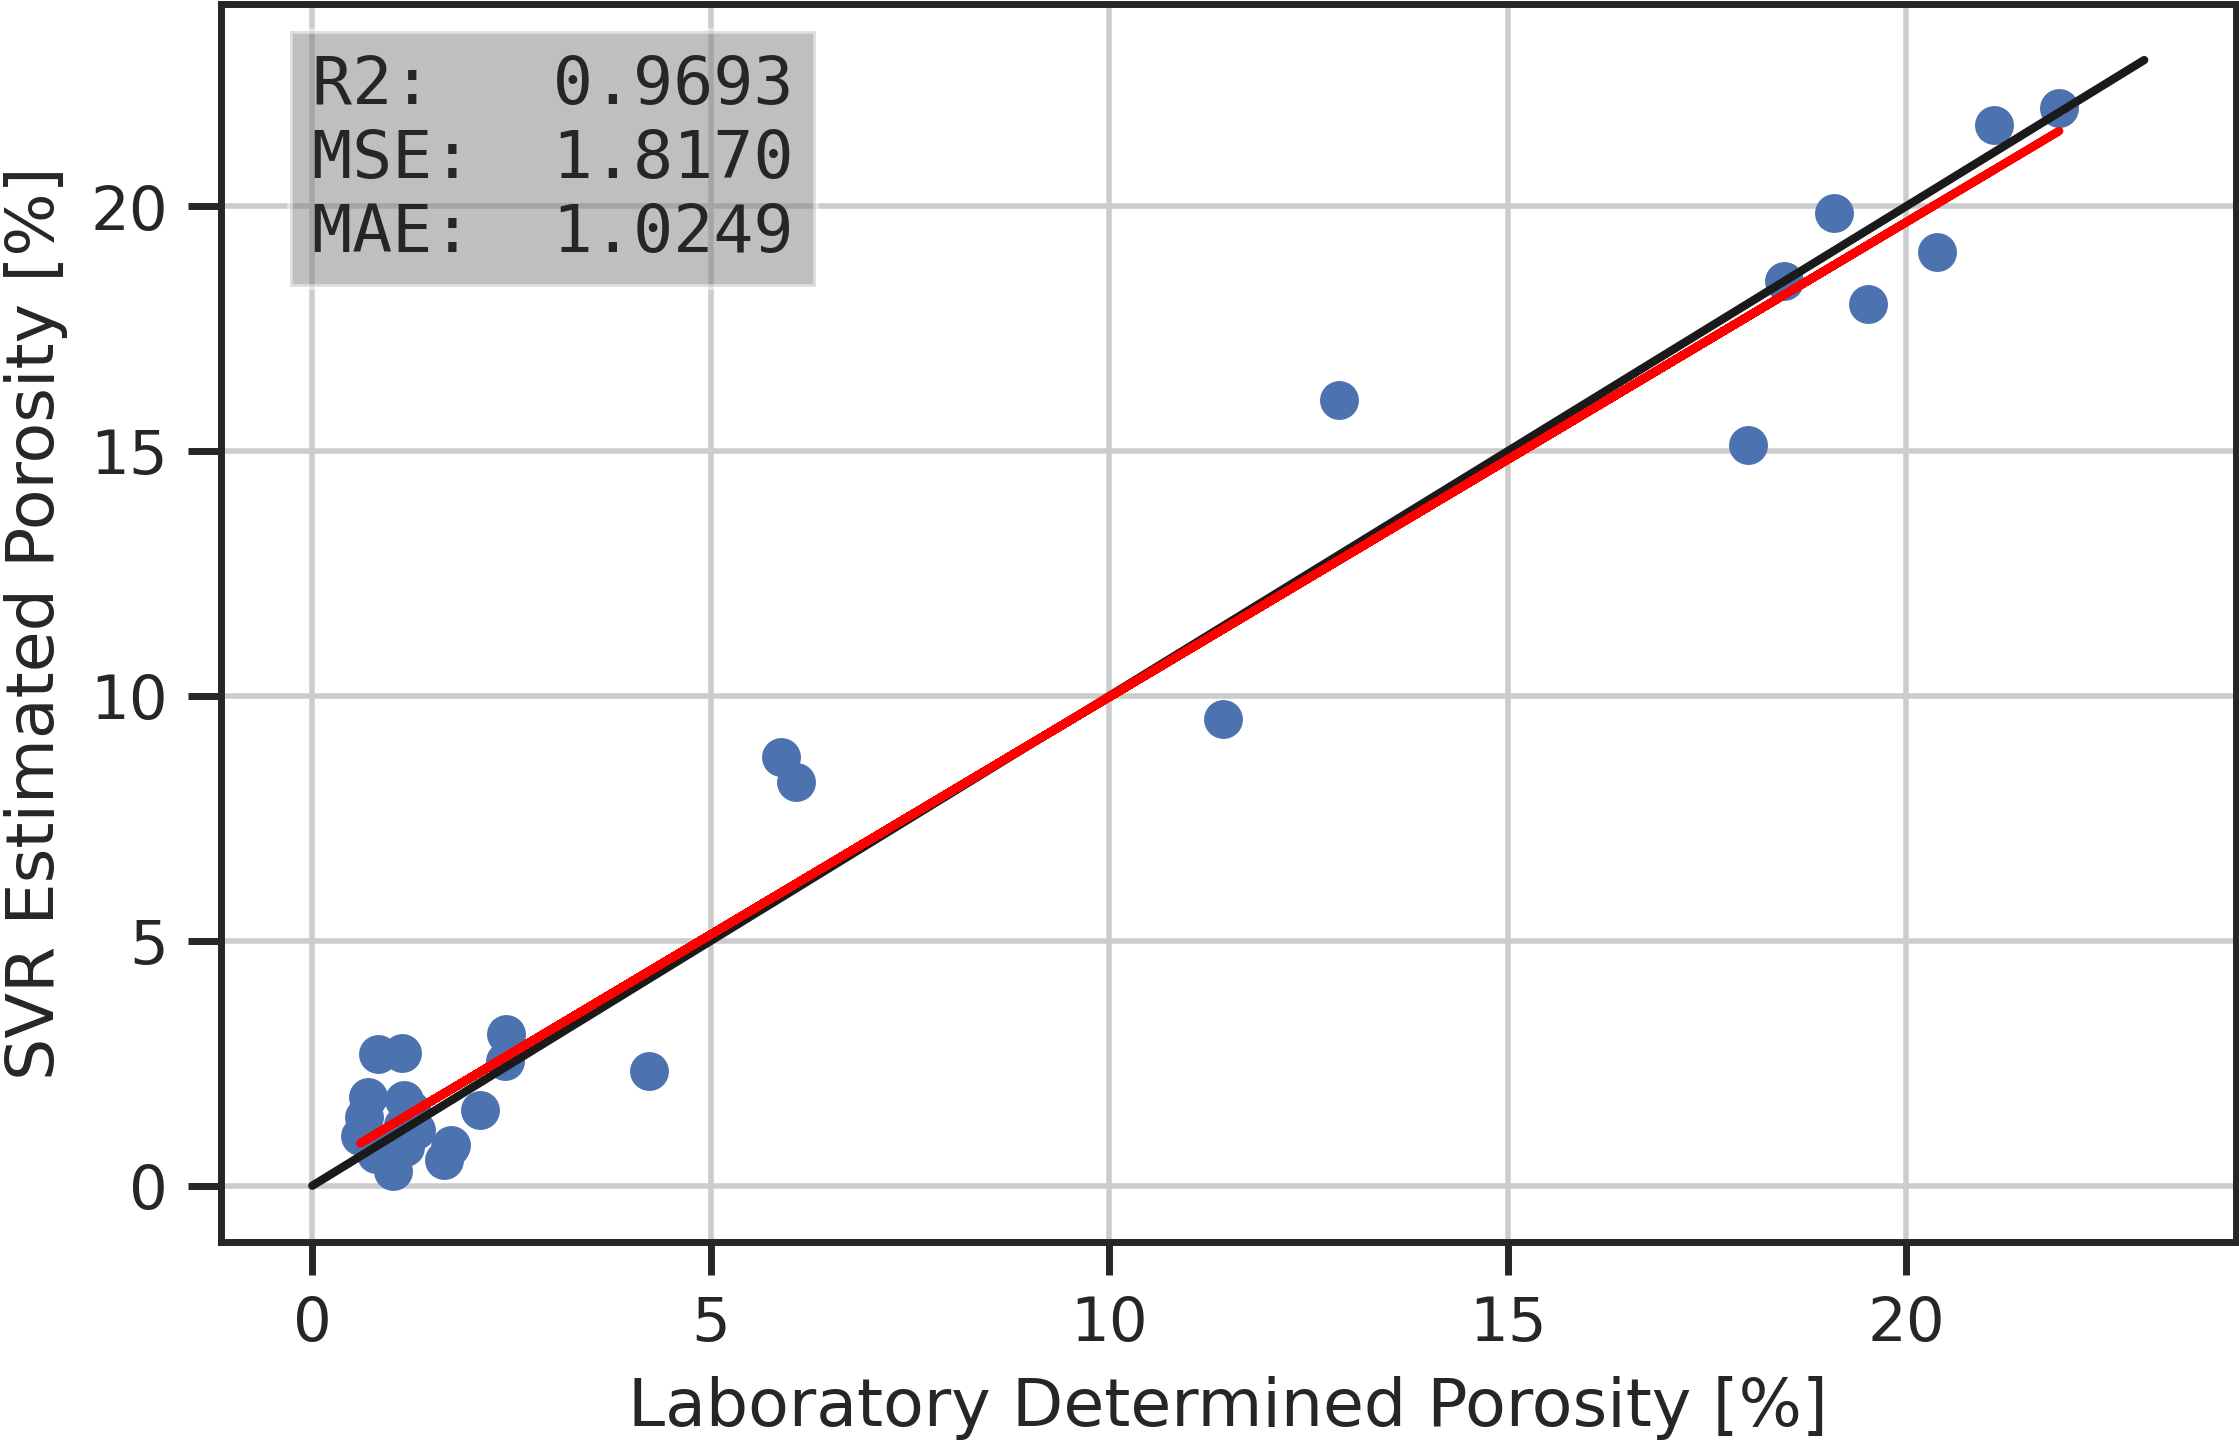 R2:   0.9693
MSE:  1.8170
MAE:  1.0249
SVR Estimated Porosity [%]
20
15
10
5
0
0 5 10 15 20
Laboratory Determined Porosity [%]